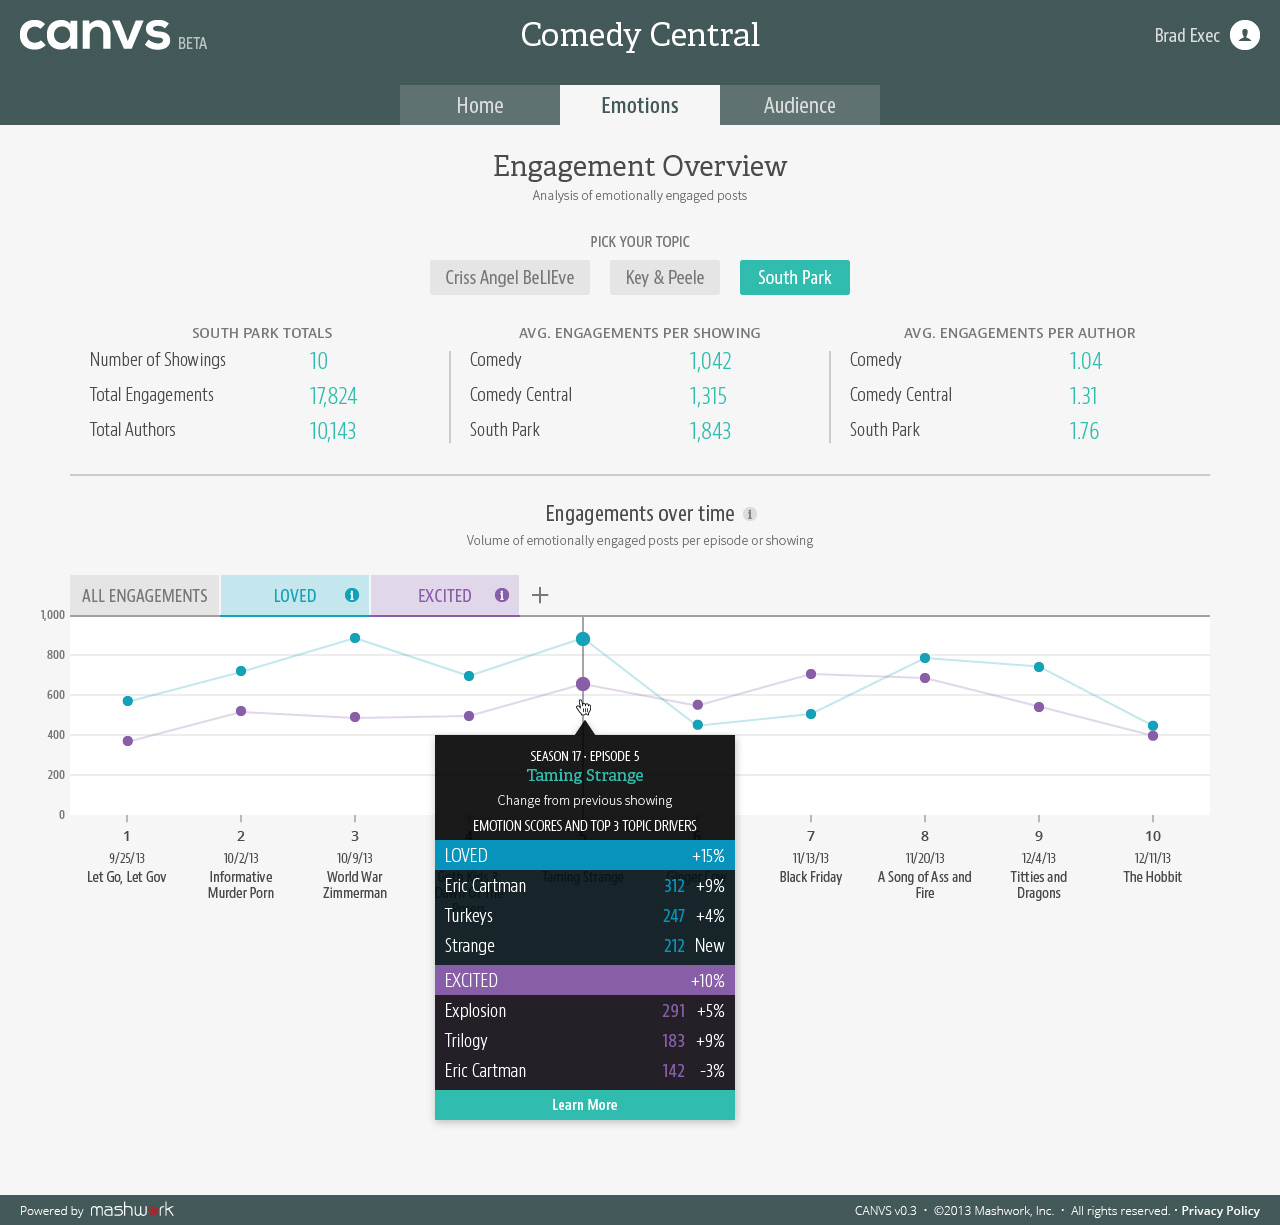 canvs BETA
Comedy Central
Brad Exec
Home
Emotions
Audience
Engagement Overview
Analysis of emotionally engaged posts
PICK YOUR TOPIC
Criss Angel BeLIEve
Key & Peele
South Park
SOUTH PARK TOTALS
Number of Showings 10
Total Engagements 17,824
Total Authors 10,143
AVG. ENGAGEMENTS PER SHOWING
Comedy 1,042
Comedy Central 1,315
South Park 1,843
AVG. ENGAGEMENTS PER AUTHOR
Comedy 1.04
Comedy Central 1.31
South Park 1.76
Engagements over time i
Volume of emotionally engaged posts per episode or showing
ALL ENGAGEMENTS
LOVED i
EXCITED i
1,000
800
600
400
200
0
1
9/25/13
Let Go, Let Gov
2
10/2/13
Informative
Murder Porn
3
10/9/13
World War
Zimmerman
SEASON 17 · EPISODE 5
Taming Strange
Change from previous showing
EMOTION SCORES AND TOP 3 TOPIC DRIVERS
LOVED +15%
Eric Cartman 312 +9%
Turkeys 247 +4%
Strange 212 New
EXCITED +10%
Explosion 291 +5%
Trilogy 183 +9%
Eric Cartman 142 -3%
Learn More
Taming Strange
7
11/13/13
Black Friday
8
11/20/13
A Song of Ass and
Fire
9
12/4/13
Titties and
Dragons
10
12/11/13
The Hobbit
Powered by mashwork
CANVS v0.3 · ©2013 Mashwork, Inc. · All rights reserved. · Privacy Policy